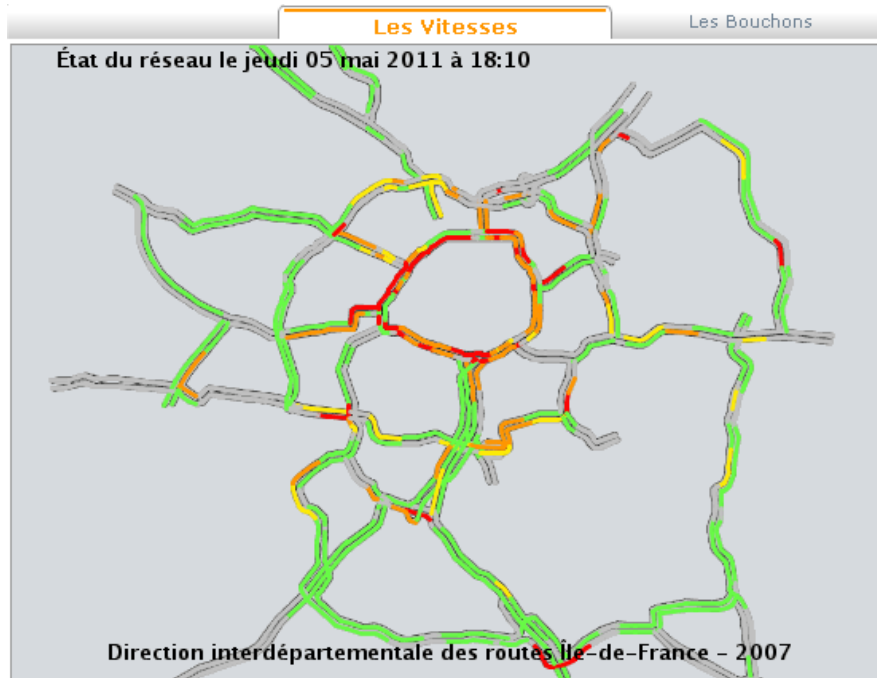 Les Vitesses
Les Bouchons
État du réseau le jeudi 05 mai 2011 à 18:10
Direction interdépartementale des routes Île-de-France - 2007